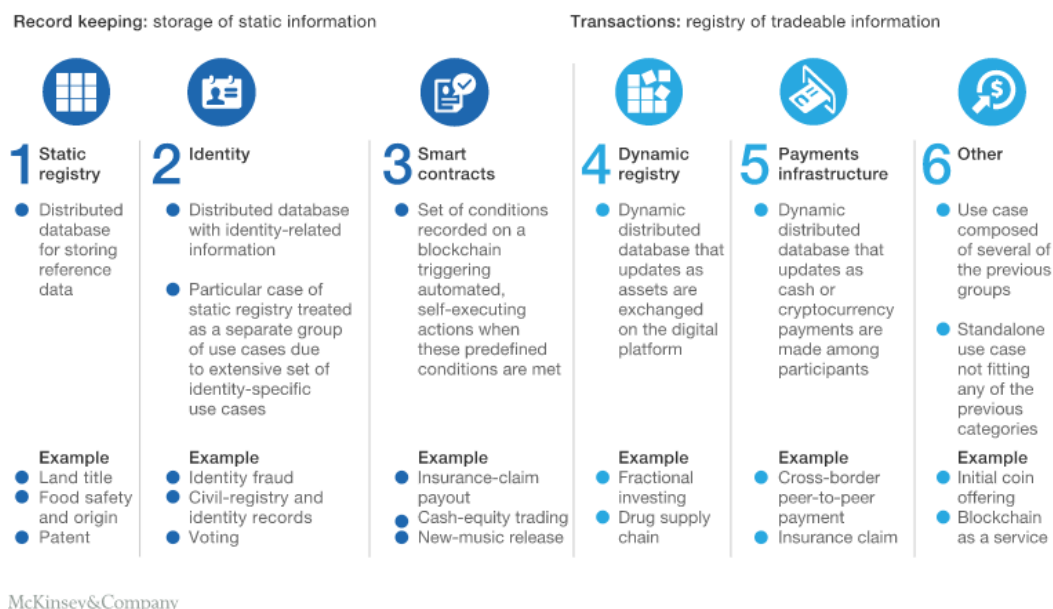 Record keeping: storage of static information
Transactions: registry of tradeable information
1 Static
registry
Distributed
database
for storing
reference
data
Example
Land title
Food safety
and origin
Patent
2 Identity
Distributed database
with identity-related
information
Particular case of
static registry treated
as a separate group
of use cases due
to extensive set of
identity-specific
use cases
Example
Identity fraud
Civil-registry and
identity records
Voting
3 Smart
contracts
Set of conditions
recorded on a
blockchain
triggering
automated,
self-executing
actions when
these predefined
conditions are met
Example
Insurance-claim
payout
Cash-equity trading
New-music release
4 Dynamic
registry
Dynamic
distributed
database that
updates as
assets are
exchanged
on the digital
platform
Example
Fractional
investing
Drug supply
chain
5 Payments
infrastructure
Dynamic
distributed
database that
updates as
cash or
cryptocurrency
payments are
made among
participants
Example
Cross-border
peer-to-peer
payment
Insurance claim
$
6 Other
Use case
composed
of several of
the previous
groups
Standalone
use case
not fitting
any of the
previous
categories
Example
Initial coin
offering
Blockchain
as a service
McKinsey&Company